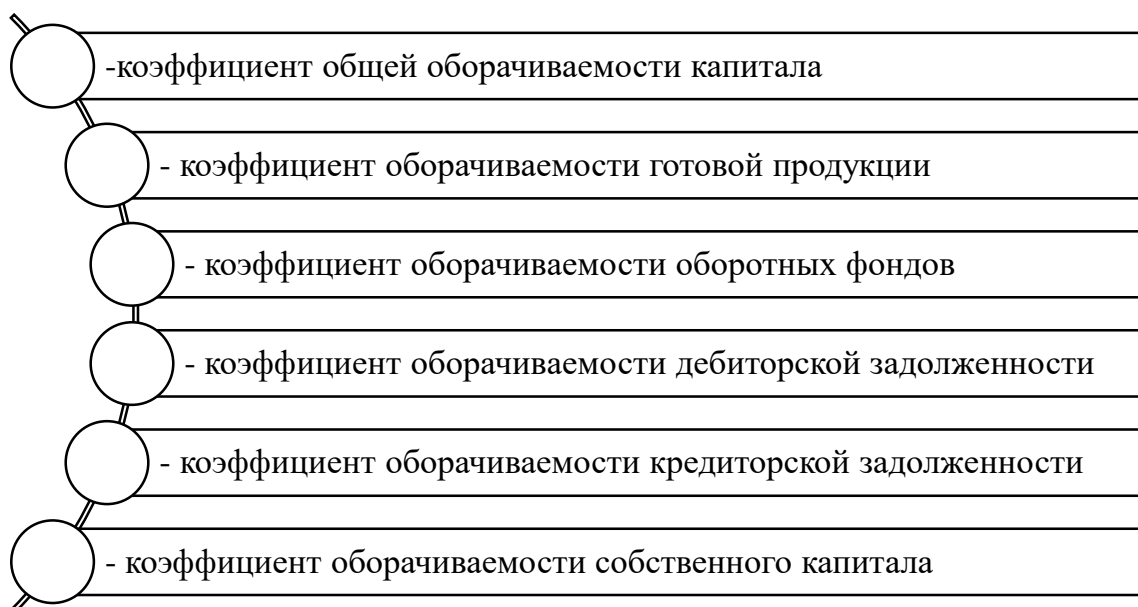 -коэффициент общей оборачиваемости капитала
- коэффициент оборачиваемости готовой продукции
- коэффициент оборачиваемости оборотных фондов
- коэффициент оборачиваемости дебиторской задолженности
- коэффициент оборачиваемости кредиторской задолженности
- коэффициент оборачиваемости собственного капитала